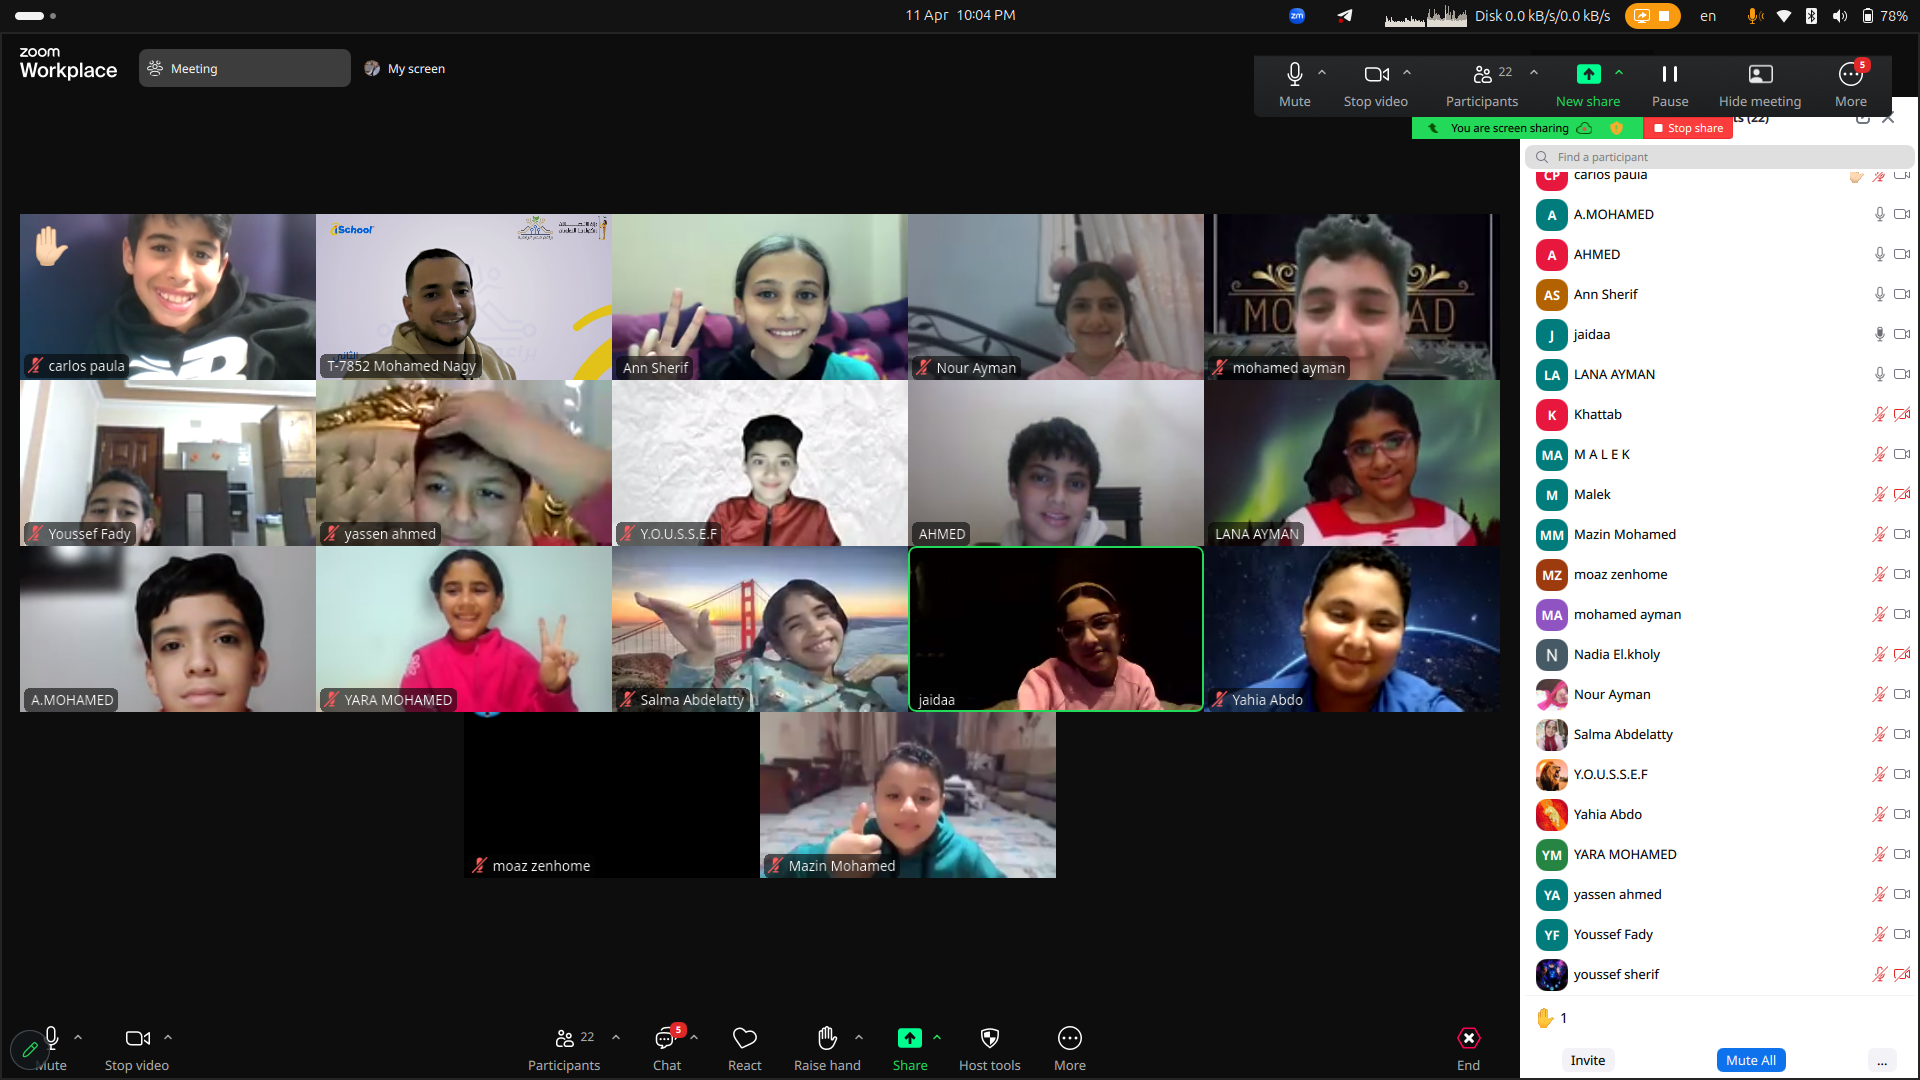 11 Apr 10:04 PM
zm
Disk 0.0 kB/s/0.0 kB/s
en
78%
zoom
Workplace
Meeting
My screen
Mute
Stop video
22
Participants
New share
Pause
Hide meeting
5
More
You are screen sharing
Stop share
ts (22)
Find a participant
carlos paula
iSchool
T-7852 Mohamed Nagy
Ann Sherif
Nour Ayman
mohamed ayman
Youssef Fady
yassen ahmed
Y.O.U.S.S.E.F
AHMED
LANA AYMAN
A.MOHAMED
YARA MOHAMED
Salma Abdelatty
jaidaa
Yahia Abdo
moaz zenhome
Mazin Mohamed
CP carlos paula
A A.MOHAMED
A AHMED
AS Ann Sherif
J jaidaa
LA LANA AYMAN
K Khattab
MA M A L E K
M Malek
MM Mazin Mohamed
MZ moaz zenhome
MA mohamed ayman
N Nadia El.kholy
Nour Ayman
Salma Abdelatty
Y.O.U.S.S.E.F
Yahia Abdo
YM YARA MOHAMED
YA yassen ahmed
YF Youssef Fady
youssef sherif
1
Invite
Mute All
...
Mute
Stop video
22
Participants
5
Chat
React
Raise hand
Share
Host tools
More
End